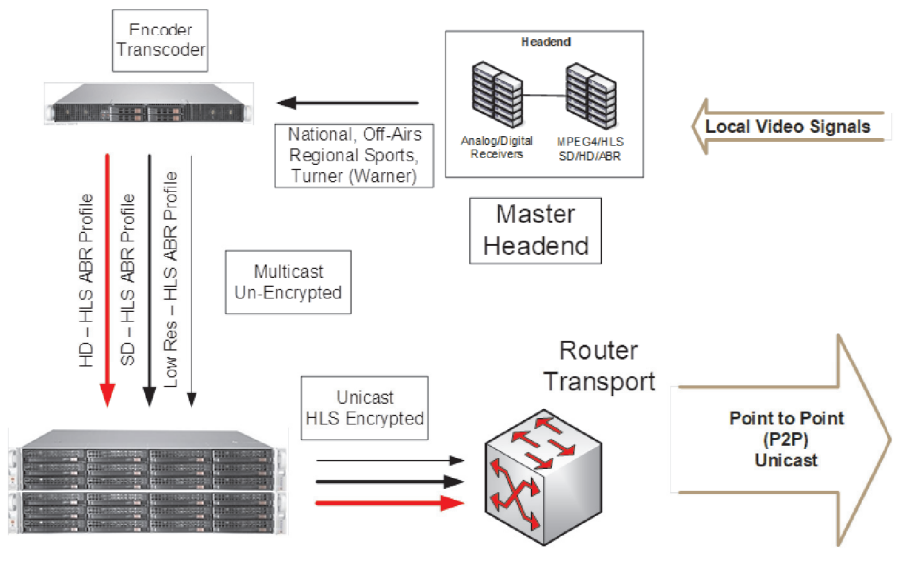 Encoder
Transcoder
Headend
Analog/Digital
Receivers
MPEG4/HLS
SD/HD/ABR
Local Video Signals
National, Off-Airs
Regional Sports,
Turner (Warner)
Master
Headend
HD – HLS ABR Profile
SD – HLS ABR Profile
Low Res – HLS ABR Profile
Multicast
Un-Encrypted
Router
Transport
Unicast
HLS Encrypted
Point to Point
(P2P)
Unicast